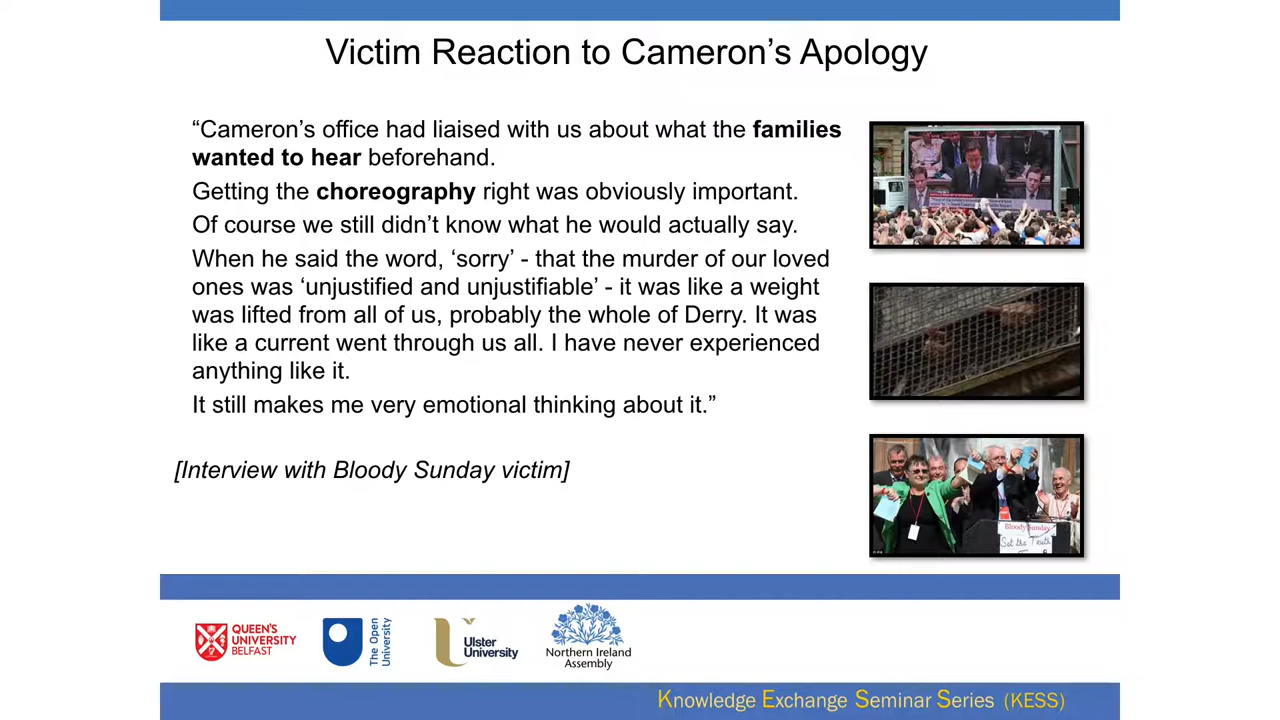 Victim Reaction to Cameron’s Apology
“Cameron’s office had liaised with us about what the families
wanted to hear beforehand.
Getting the choreography right was obviously important.
Of course we still didn’t know what he would actually say.
When he said the word, ‘sorry’ - that the murder of our loved
ones was ‘unjustified and unjustifiable’ - it was like a weight
was lifted from all of us, probably the whole of Derry. It was
like a current went through us all. I have never experienced
anything like it.
It still makes me very emotional thinking about it.”
[Interview with Bloody Sunday victim]
Bloody Sunday
Set the Truth
QUEEN'S
UNIVERSITY
BELFAST
The Open
University
Ulster
University
Northern Ireland
Assembly
Knowledge Exchange Seminar Series (KESS)